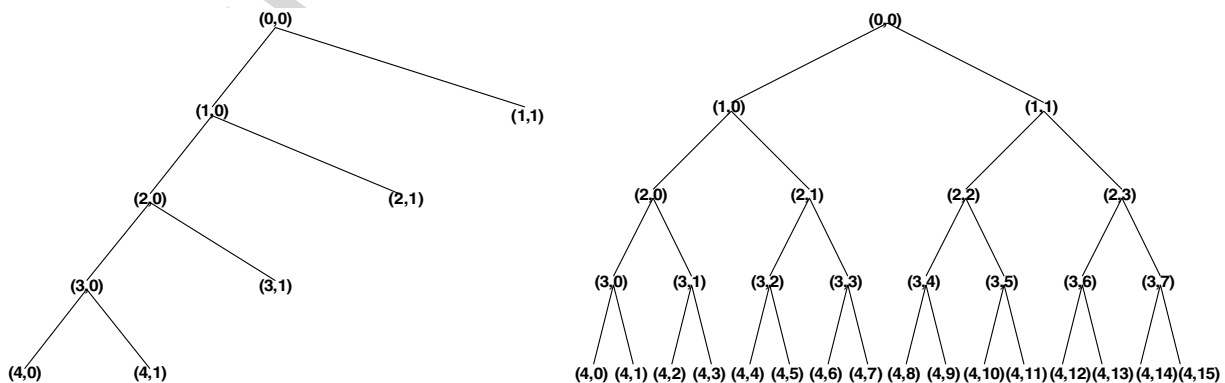 (0,0) (0,0)
(1,0) (1,1) (1,0) (1,1)
(2,0) (2,1) (2,0) (2,1) (2,2) (2,3)
(3,0) (3,1) (3,0) (3,1) (3,2) (3,3) (3,4) (3,5) (3,6) (3,7)
(4,0) (4,1) (4,0) (4,1) (4,2) (4,3) (4,4) (4,5) (4,6) (4,7) (4,8) (4,9) (4,10) (4,11) (4,12) (4,13) (4,14) (4,15)